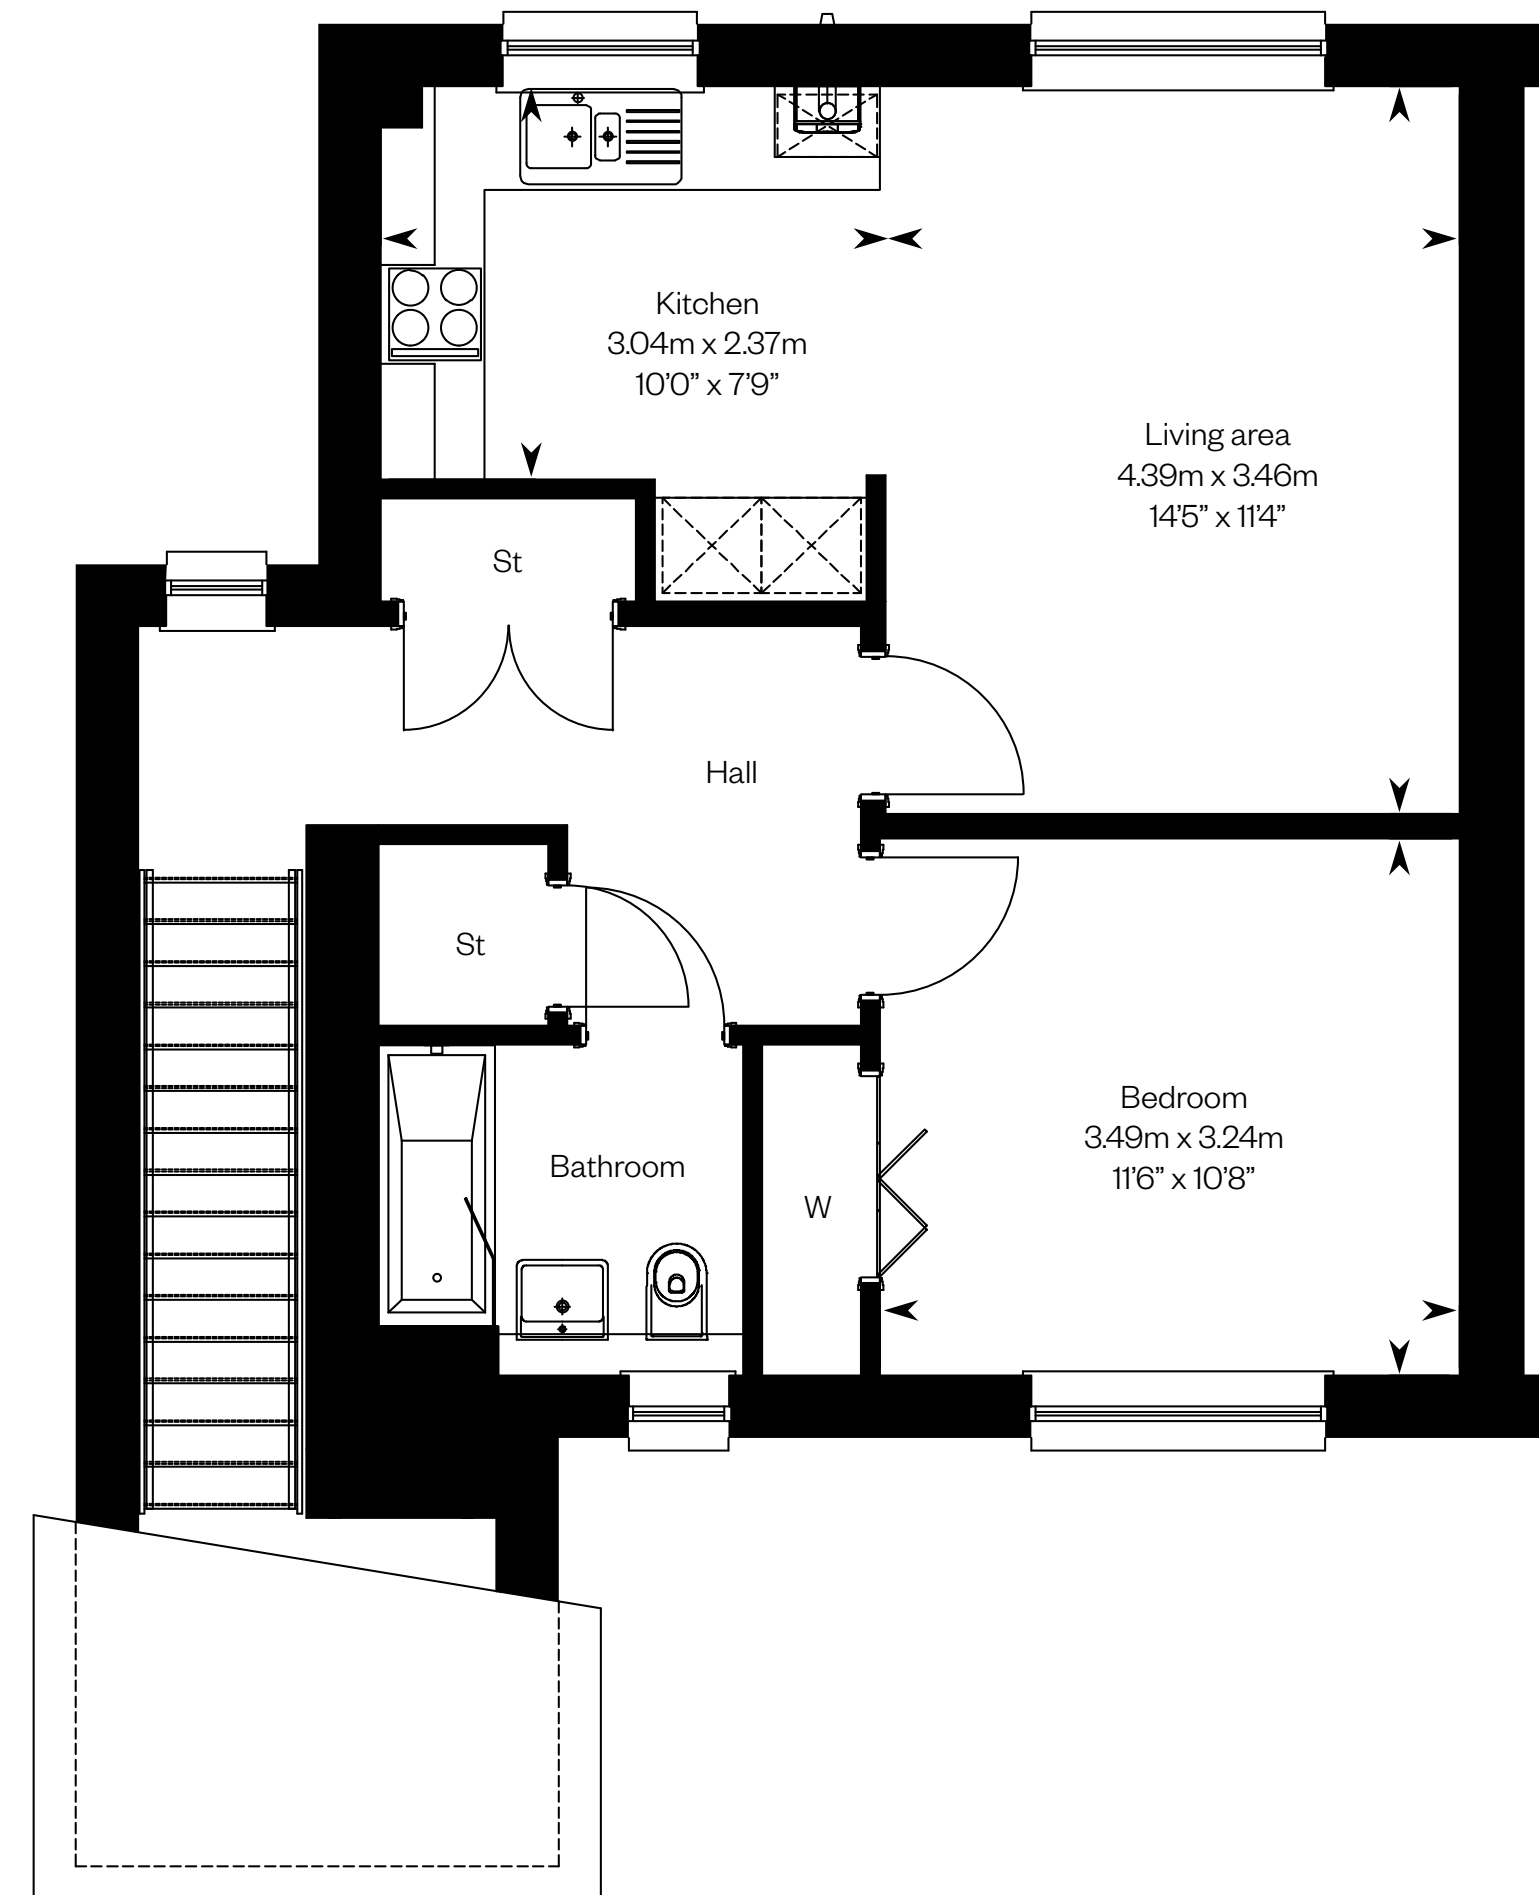 Kitchen
3.04m x 2.37m
10’0” x 7’9”
Living area
4.39m x 3.46m
14’5” x 11’4”
St
Hall
St
Bathroom
W
Bedroom
3.49m x 3.24m
11’6” x 10’8”